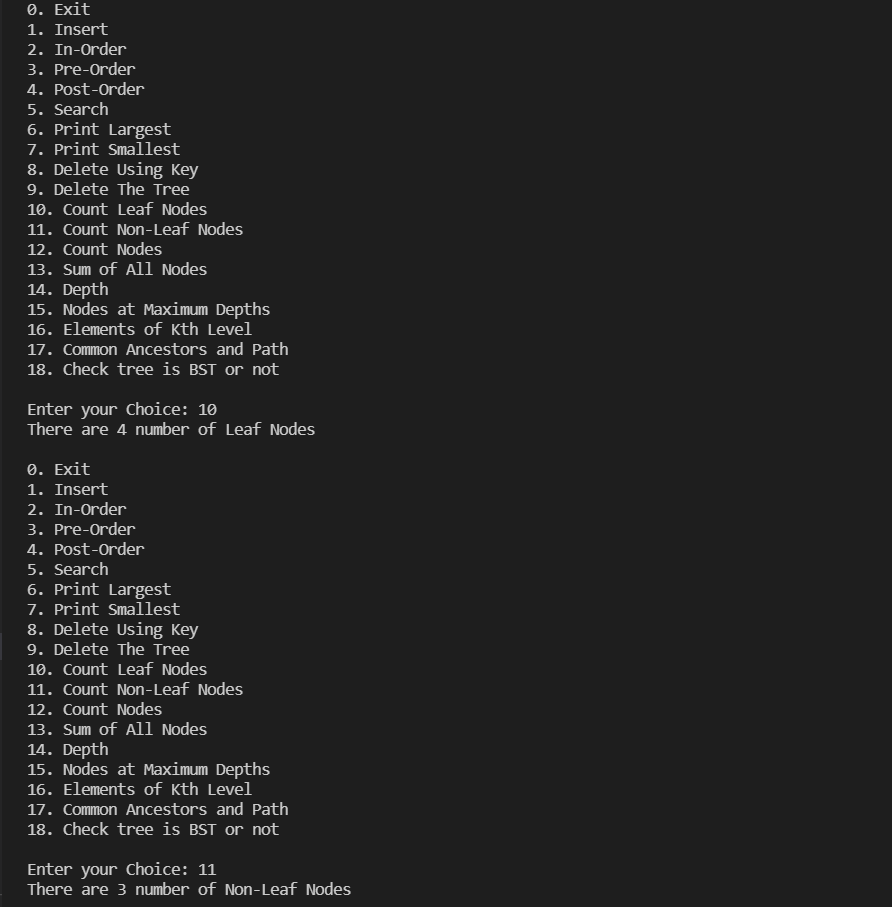 0. Exit
1. Insert
2. In-Order
3. Pre-Order
4. Post-Order
5. Search
6. Print Largest
7. Print Smallest
8. Delete Using Key
9. Delete The Tree
10. Count Leaf Nodes
11. Count Non-Leaf Nodes
12. Count Nodes
13. Sum of All Nodes
14. Depth
15. Nodes at Maximum Depths
16. Elements of Kth Level
17. Common Ancestors and Path
18. Check tree is BST or not
Enter your Choice: 10
There are 4 number of Leaf Nodes
0. Exit
1. Insert
2. In-Order
3. Pre-Order
4. Post-Order
5. Search
6. Print Largest
7. Print Smallest
8. Delete Using Key
9. Delete The Tree
10. Count Leaf Nodes
11. Count Non-Leaf Nodes
12. Count Nodes
13. Sum of All Nodes
14. Depth
15. Nodes at Maximum Depths
16. Elements of Kth Level
17. Common Ancestors and Path
18. Check tree is BST or not
Enter your Choice: 11
There are 3 number of Non-Leaf Nodes